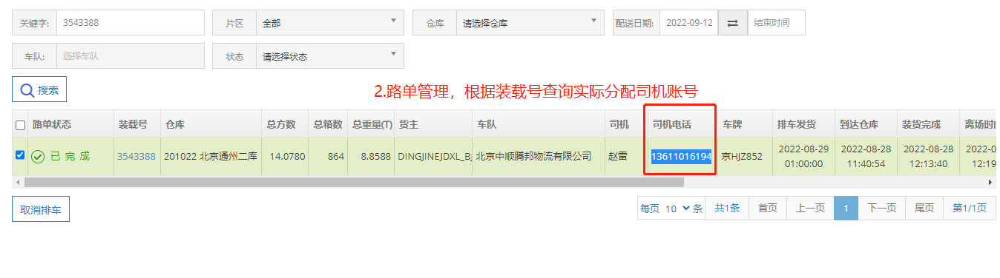 关键字: 3543388 片区 全部 仓库 请选择仓库 配送日期: 2022-09-12 结束时间
车队: 选择车队 状态 请选择状态
搜索
2.路单管理，根据装载号查询实际分配司机账号
路单状态 装载号 仓库 总方数 总箱数 总重量(T) 货主 车队 司机 司机电话 车牌 排车发货 到达仓库 装货完成 离场时
已完成 3543388 201022 北京通州二库 14.0780 864 8.8588 DINGJINEJDXL_BJ 北京中顺腾邦物流有限公司 赵雷 13611016194 京HJZ852 2022-08-29 2022-08-28 2022-08-28 2022-0
01:00:00 11:40:54 12:13:40 12:19
取消排车 每页 10 条 共1条 首页 上一页 1 下一页 尾页 第1/1页